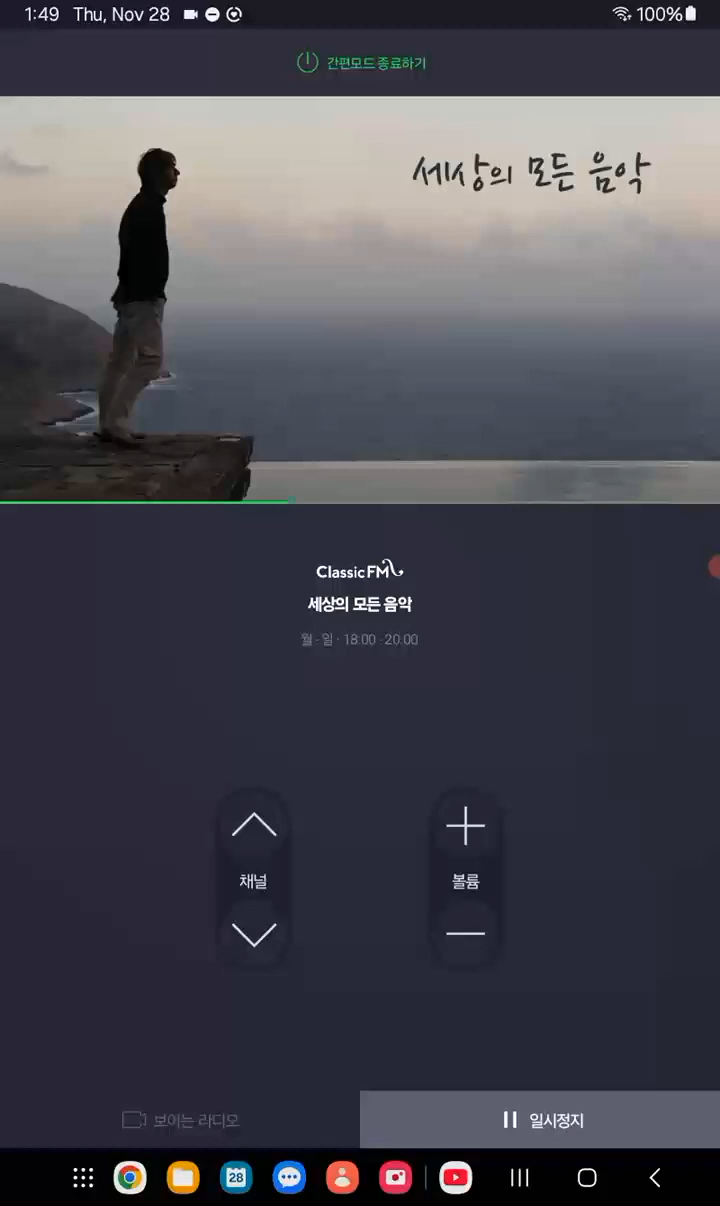 1:49 Thu, Nov 28 100%
간편모드 종료하기
세상의 모든 음악
Classic FM
세상의 모든 음악
월 - 일 · 18:00 - 20:00
채널
볼륨
보이는 라디오
일시정지
28